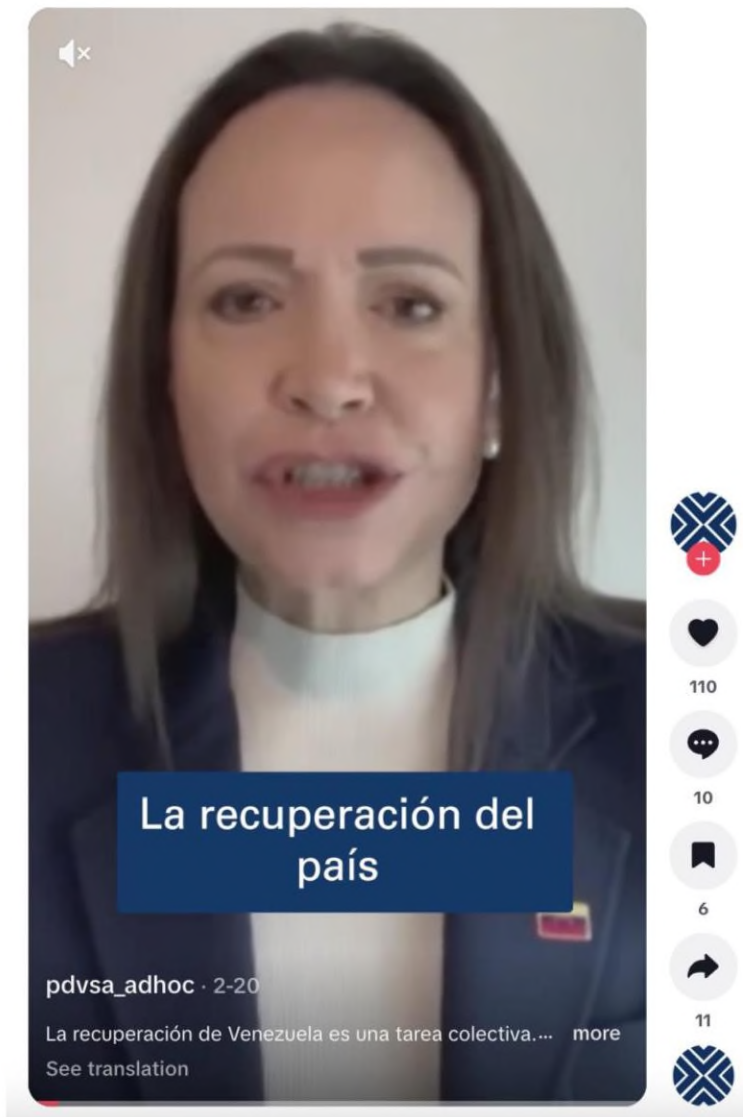 La recuperación del
país
110
10
6
11
pdvsa_adhoc · 2-20
La recuperación de Venezuela es una tarea colectiva.... more
See translation